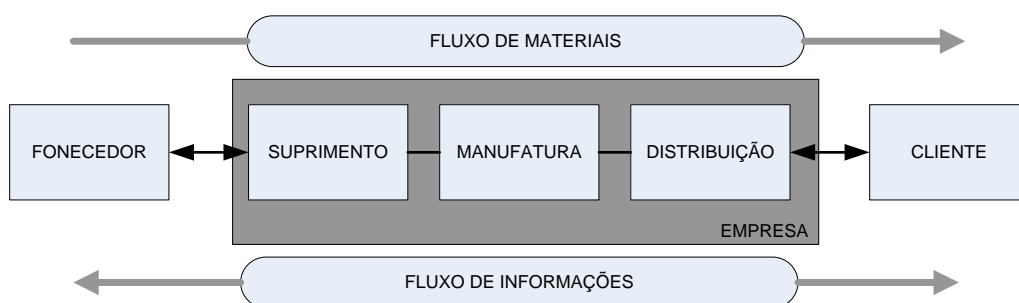 FLUXO DE MATERIAIS
FONECEDOR
SUPRIMENTO
MANUFATURA
DISTRIBUIÇÃO
CLIENTE
EMPRESA
FLUXO DE INFORMAÇÕES